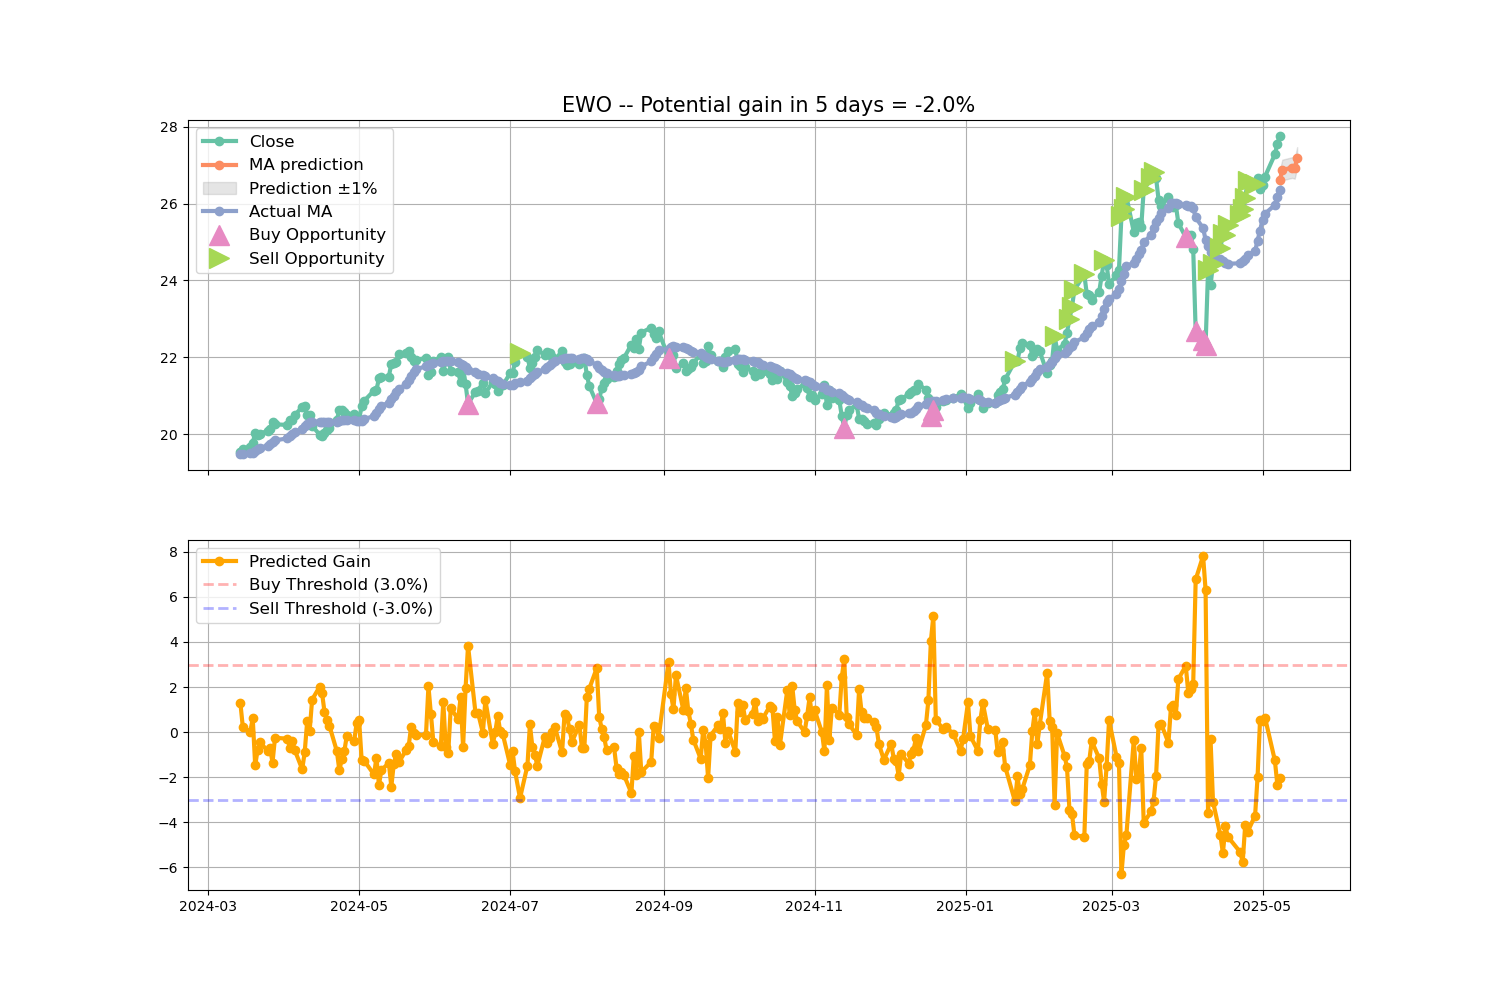 EWO -- Potential gain in 5 days = -2.0%
28
26
24
22
20
Close
MA prediction
Prediction ±1%
Actual MA
Buy Opportunity
Sell Opportunity
8
6
4
2
0
−2
−4
−6
Predicted Gain
Buy Threshold (3.0%)
Sell Threshold (-3.0%)
2024-03 2024-05 2024-07 2024-09 2024-11 2025-01 2025-03 2025-05